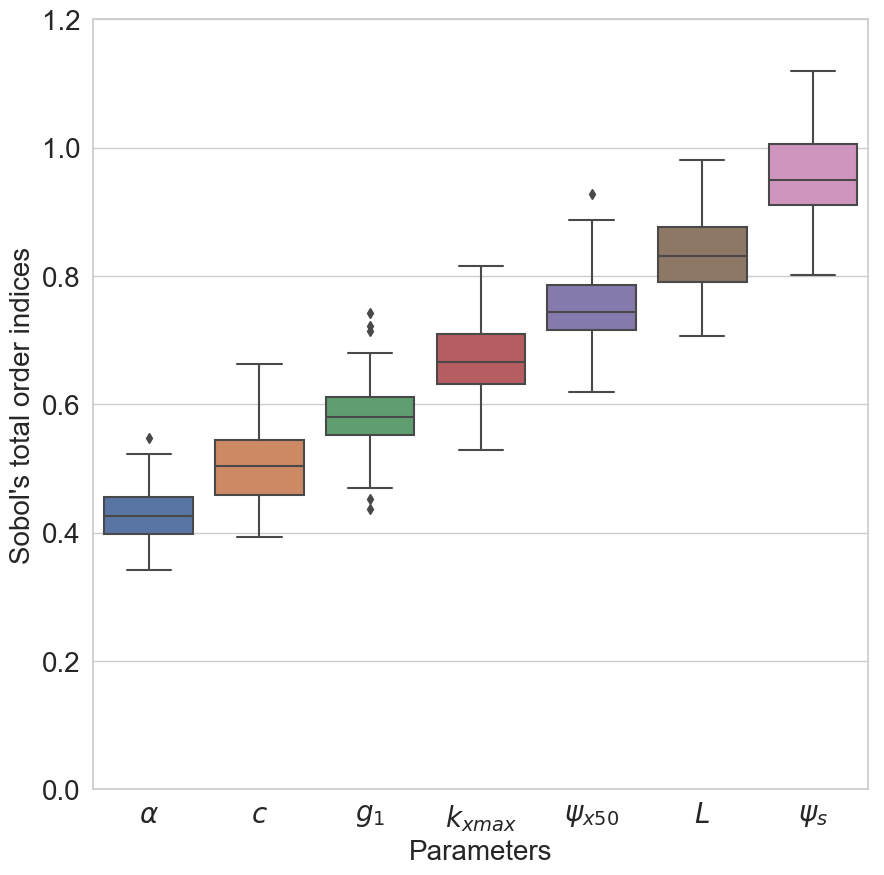 1.2
1.0
0.8
0.6
0.4
0.2
0.0
Sobol's total order indices
α c g₁ kₓₘₐₓ ψₓ₅₀ L ψₛ
Parameters